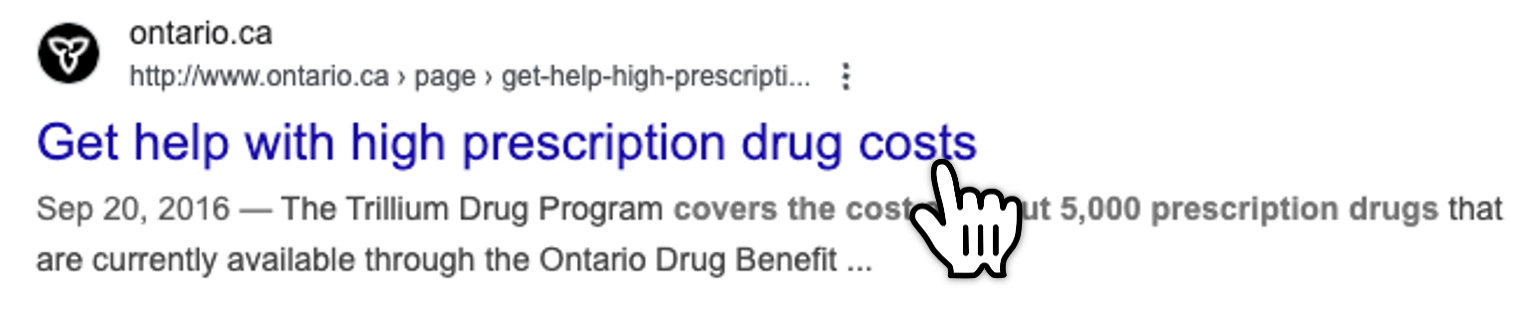 ontario.ca
http://www.ontario.ca › page › get-help-high-prescripti...
Get help with high prescription drug costs
Sep 20, 2016 — The Trillium Drug Program covers the cost 5,000 prescription drugs that
are currently available through the Ontario Drug Benefit ...